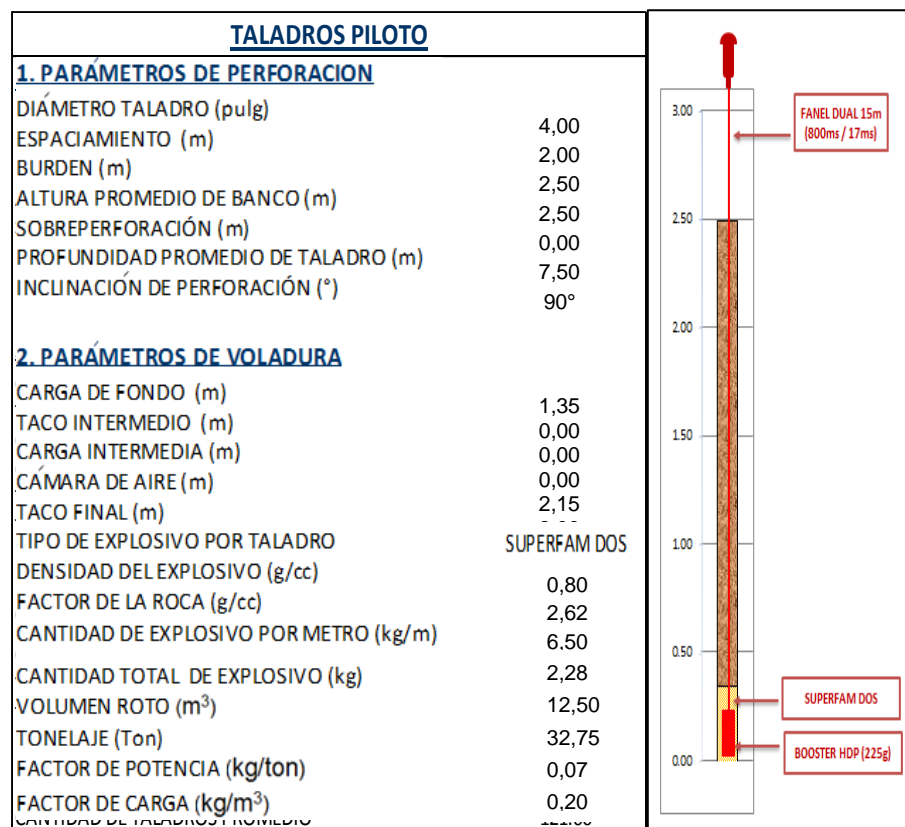 TALADROS PILOTO
1. PARÁMETROS DE PERFORACION
DIÁMETRO TALADRO (pulg) 4,00
ESPACIAMIENTO (m) 2,00
BURDEN (m) 2,50
ALTURA PROMEDIO DE BANCO (m) 2,50
SOBREPERFORACIÓN (m) 0,00
PROFUNDIDAD PROMEDIO DE TALADRO (m) 7,50
INCLINACIÓN DE PERFORACIÓN (°) 90°
2. PARÁMETROS DE VOLADURA
CARGA DE FONDO (m) 1,35
TACO INTERMEDIO (m) 0,00
CARGA INTERMEDIA (m) 0,00
CÁMARA DE AIRE (m) 0,00
TACO FINAL (m) 2,15
TIPO DE EXPLOSIVO POR TALADRO SUPERFAM DOS
DENSIDAD DEL EXPLOSIVO (g/cc) 0,80
FACTOR DE LA ROCA (g/cc) 2,62
CANTIDAD DE EXPLOSIVO POR METRO (kg/m) 6.50
CANTIDAD TOTAL DE EXPLOSIVO (kg) 2,28
VOLUMEN ROTO (m³) 12,50
TONELAJE (Ton) 32,75
FACTOR DE POTENCIA (kg/ton) 0,07
FACTOR DE CARGA (kg/m³) 0,20
CANTIDAD DE TALADROS PROMEDIO
3.00
FANEL DUAL 15m
(800ms / 17ms)
2.50
2.00
1.50
1.00
0.50
SUPERFAM DOS
BOOSTER HDP (225g)
0.00